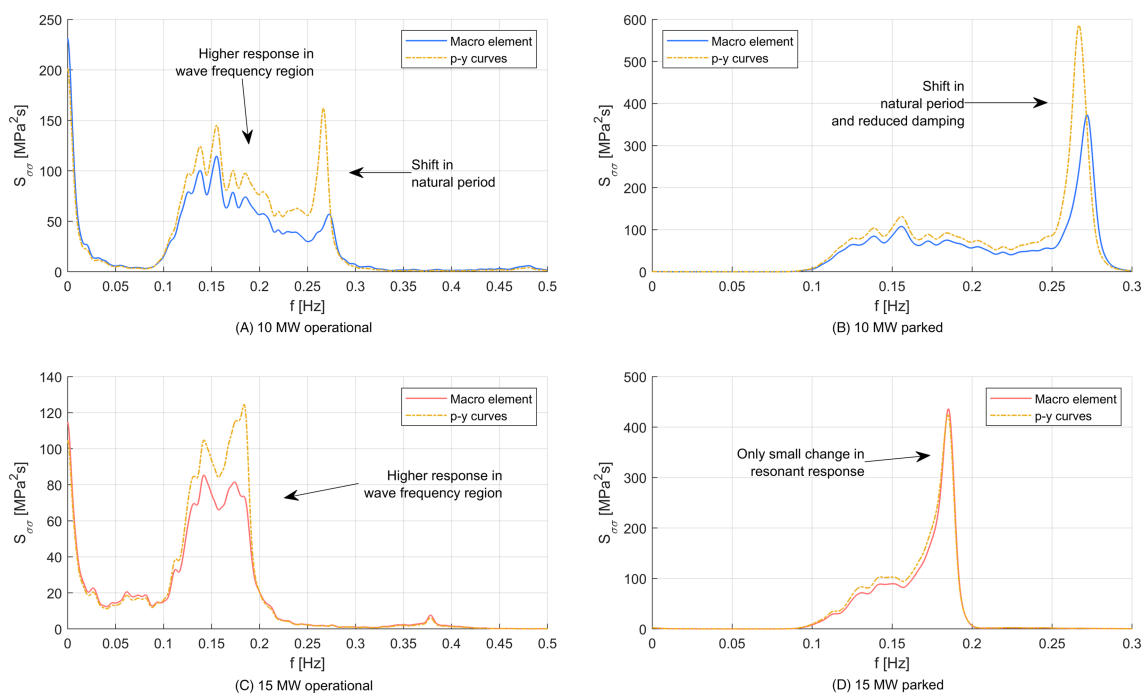 250
200
150
100
50
0
S_σσ [MPa^2s]
Higher response in
wave frequency region
Macro element
p-y curves
Shift in
natural period
0 0.05 0.1 0.15 0.2 0.25 0.3 0.35 0.4 0.45 0.5
f [Hz]
(A) 10 MW operational
600
500
400
300
200
100
0
S_σσ [MPa^2s]
Macro element
p-y curves
Shift in
natural period
and reduced damping
0 0.05 0.1 0.15 0.2 0.25 0.3
f [Hz]
(B) 10 MW parked
140
120
100
80
60
40
20
0
S_σσ [MPa^2s]
Macro element
p-y curves
Higher response in
wave frequency region
0 0.05 0.1 0.15 0.2 0.25 0.3 0.35 0.4 0.45 0.5
f [Hz]
(C) 15 MW operational
500
400
300
200
100
0
S_σσ [MPa^2s]
Macro element
p-y curves
Only small change in
resonant response
0 0.05 0.1 0.15 0.2 0.25 0.3
f [Hz]
(D) 15 MW parked